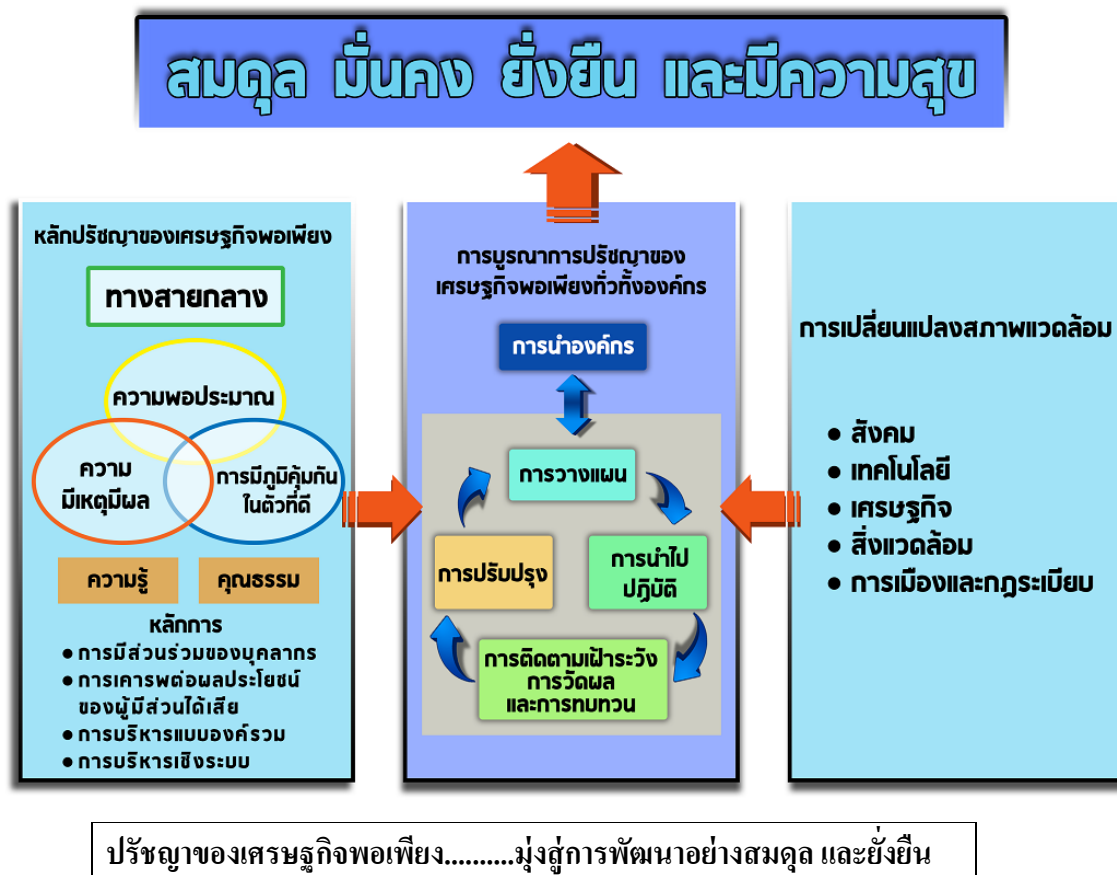 สมดุล มั่นคง ยั่งยืน และมีความสุข
หลักปรัชญาของเศรษฐกิจพอเพียง
ทางสายกลาง
ความพอประมาณ
ความ
มีเหตุมีผล
การมีภูมิคุ้มกัน
ในตัวที่ดี
ความรู้
คุณธรรม
หลักการ
● การมีส่วนร่วมของบุคลากร
● การเคารพต่อผลประโยชน์
ของผู้มีส่วนได้เสีย
● การบริหารแบบองค์รวม
● การบริหารเชิงระบบ
การบูรณาการปรัชญาของ
เศรษฐกิจพอเพียงทั่วทั้งองค์กร
การนำองค์กร
การวางแผน
การนำไป
ปฏิบัติ
การติดตามเฝ้าระวัง
การวัดผล
และการทบทวน
การปรับปรุง
การเปลี่ยนแปลงสภาพแวดล้อม
● สังคม
● เทคโนโลยี
● เศรษฐกิจ
● สิ่งแวดล้อม
● การเมืองและกฎระเบียบ
ปรัชญาของเศรษฐกิจพอเพียง..........มุ่งสู่การพัฒนาอย่างสมดุล และยั่งยืน